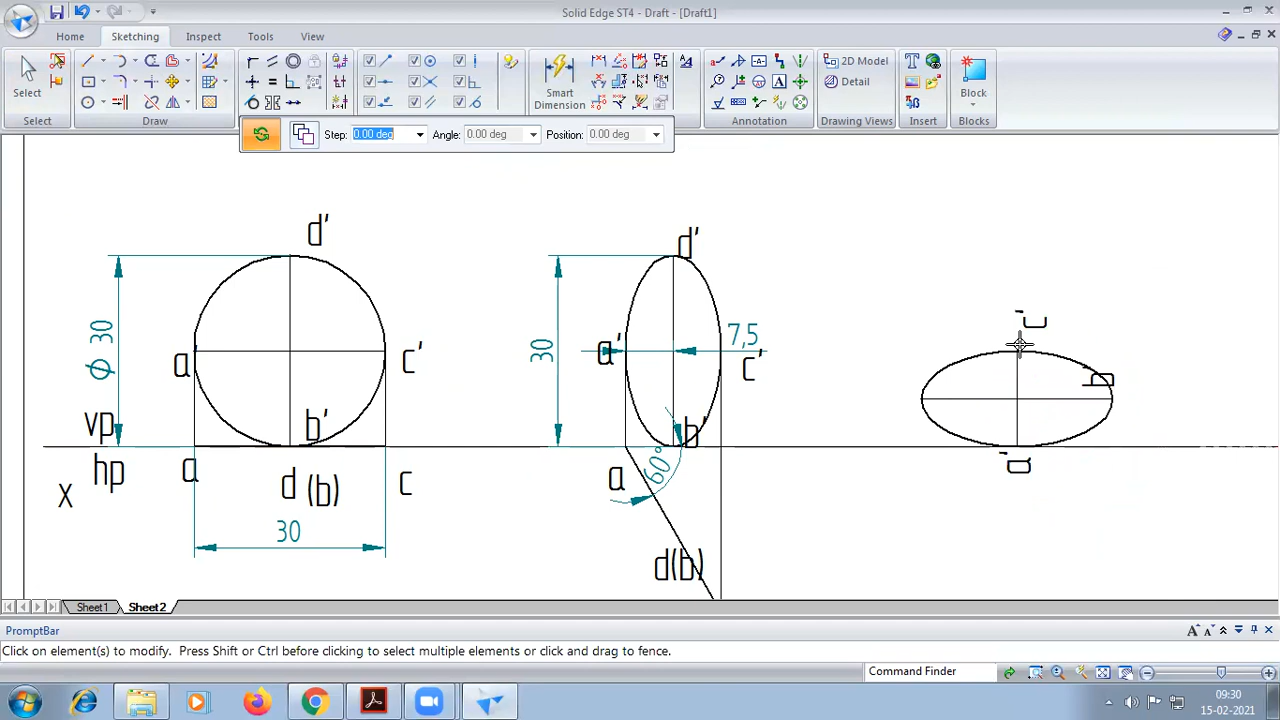 Solid Edge ST4 - Draft - [Draft1]
Home Sketching Inspect Tools View
Select
Smart Dimension
2D Model
Detail
Block
Select Draw Annotation Drawing Views Insert Blocks
Step: 0.00 deg Angle: 0.00 deg Position: 0.00 deg
d'
d'
c'
ϕ 30
a'
c'
30
a'
7,5
c'
b'
vp
b'
b'
hp
a
d (b)
c
x
a
60°
a'
30
d(b)
Sheet1 Sheet2
PromptBar
Click on element(s) to modify. Press Shift or Ctrl before clicking to select multiple elements or click and drag to fence.
Command Finder
09:30
15-02-2021